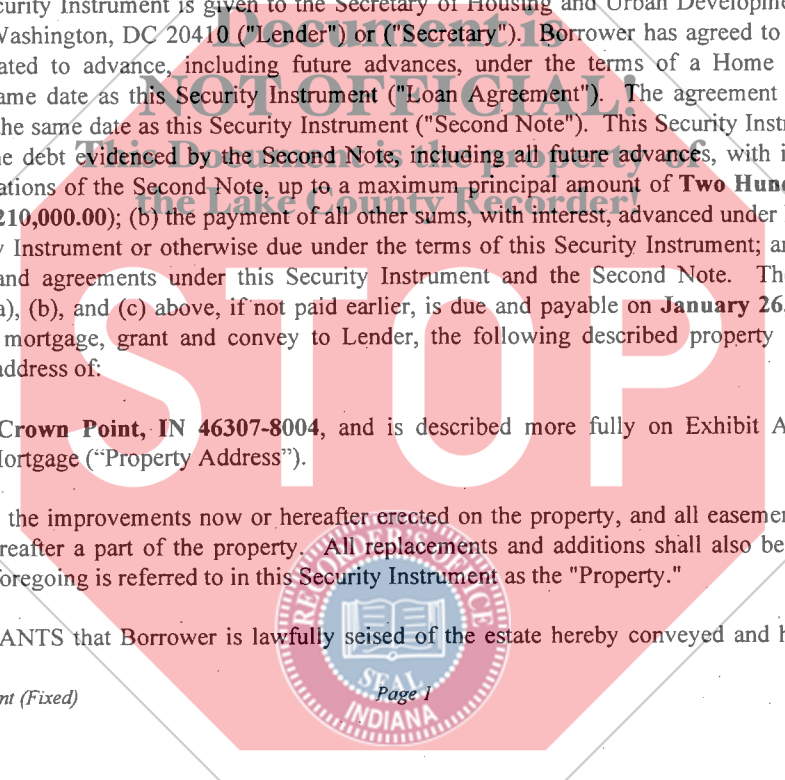 curity Instrument is given to the Secretary of Housing and Urban Developme
Document is
Washington, DC 20410 ("Lender") or ("Secretary"). Borrower has agreed to
ated to advance, including future advances, under the terms of a Home
NOT OFFICIAL!
ame date as this Security Instrument ("Loan Agreement"). The agreement
the same date as this Security Instrument ("Second Note"). This Security Inst
This Document is the property of
e debt evidenced by the Second Note, including all future advances, with i
ations of the Second Note, up to a maximum principal amount of Two Hun
the Lake County Recorder!
210,000.00); (b) the payment of all other sums, with interest, advanced under
y Instrument or otherwise due under the terms of this Security Instrument; a
and agreements under this Security Instrument and the Second Note. Th
a), (b), and (c) above, if not paid earlier, is due and payable on January 26
STOP
mortgage, grant and convey to Lender, the following described property
address of:
Crown Point, IN 46307-8004, and is described more fully on Exhibit A
Mortgage ("Property Address").
the improvements now or hereafter erected on the property, and all easeme
reafter a part of the property. All replacements and additions shall also be
oregoing is referred to in this Security Instrument as the "Property."
RECORDER'S OFFICE
ANTS that Borrower is lawfully seised of the estate hereby conveyed and h
SEAL
nt (Fixed) Page 1
INDIANA